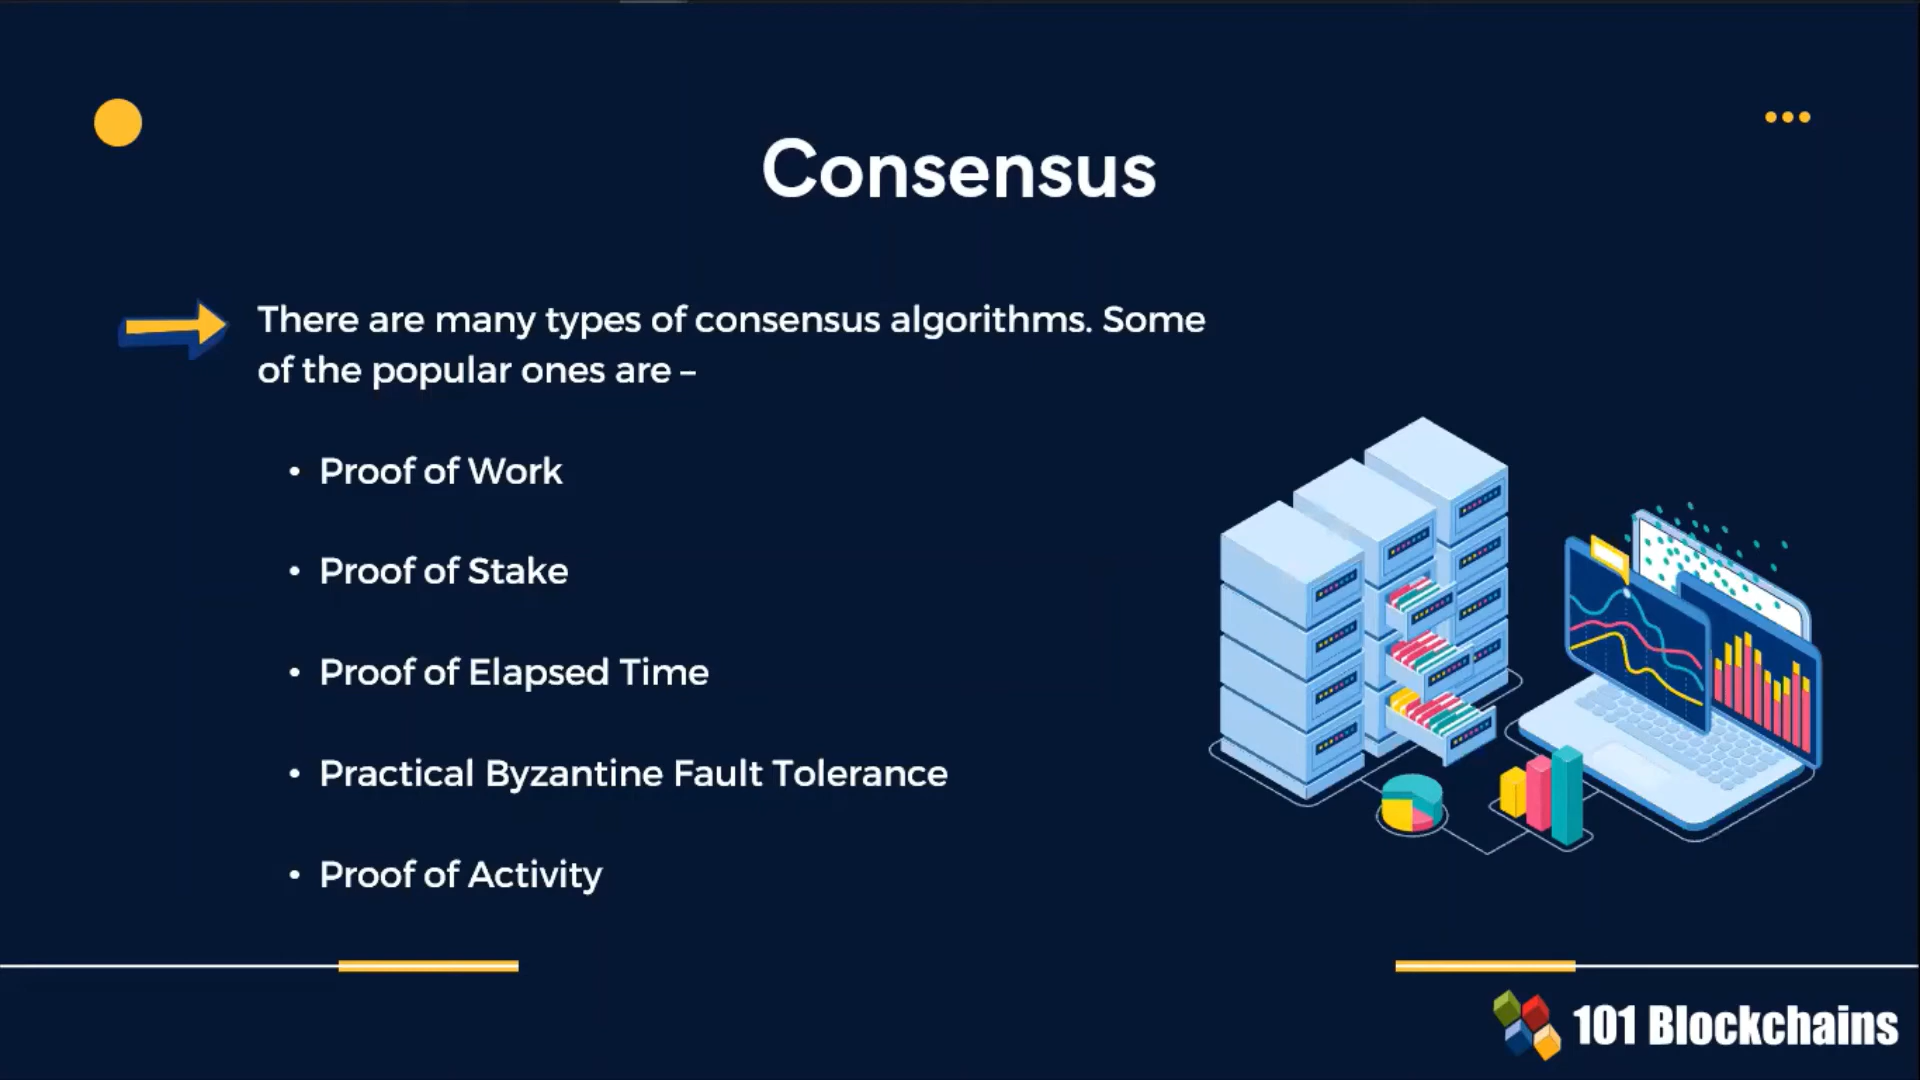 Consensus
There are many types of consensus algorithms. Some
of the popular ones are –
• Proof of Work
• Proof of Stake
• Proof of Elapsed Time
• Practical Byzantine Fault Tolerance
• Proof of Activity
101 Blockchains